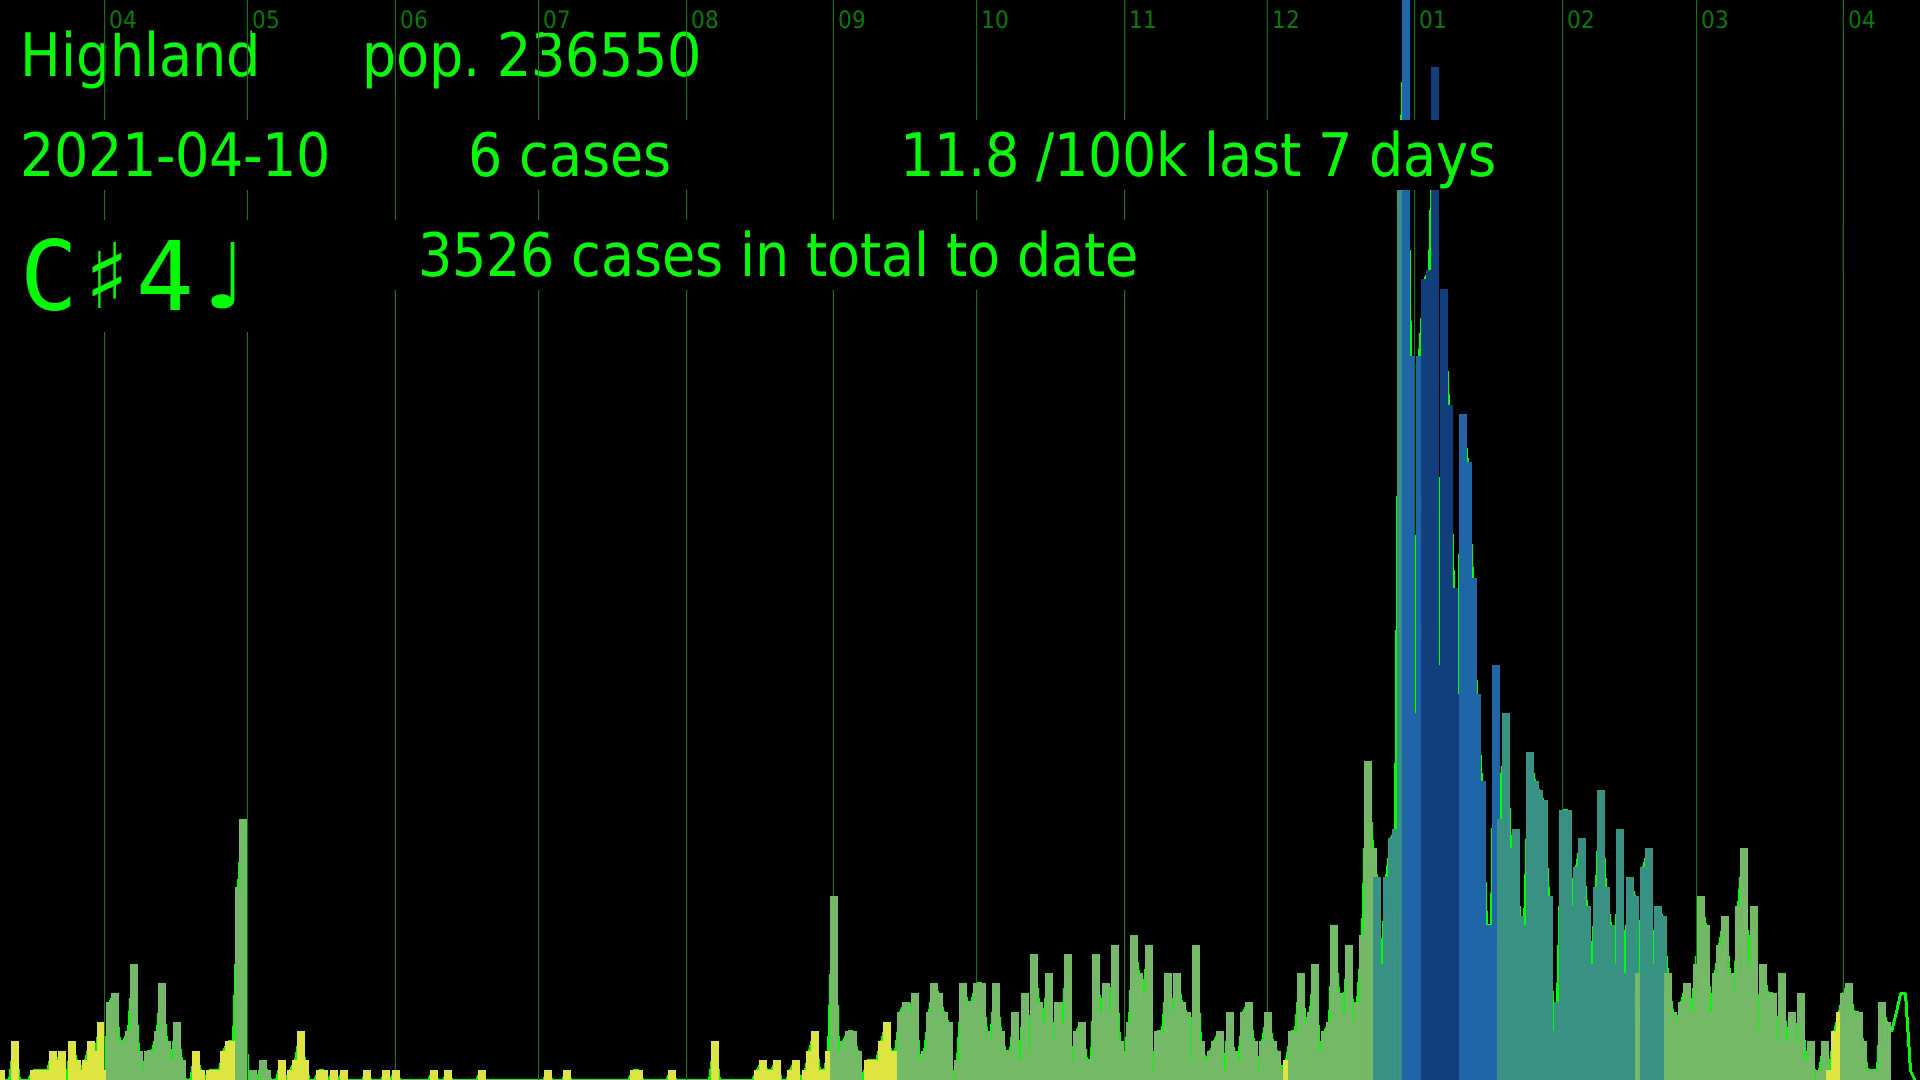 04 05 06 07 08 09 10 11 12 01 02 03 04
Highland pop. 236550
2021-04-10 6 cases 11.8 /100k last 7 days
C♯4♩ 3526 cases in total to date